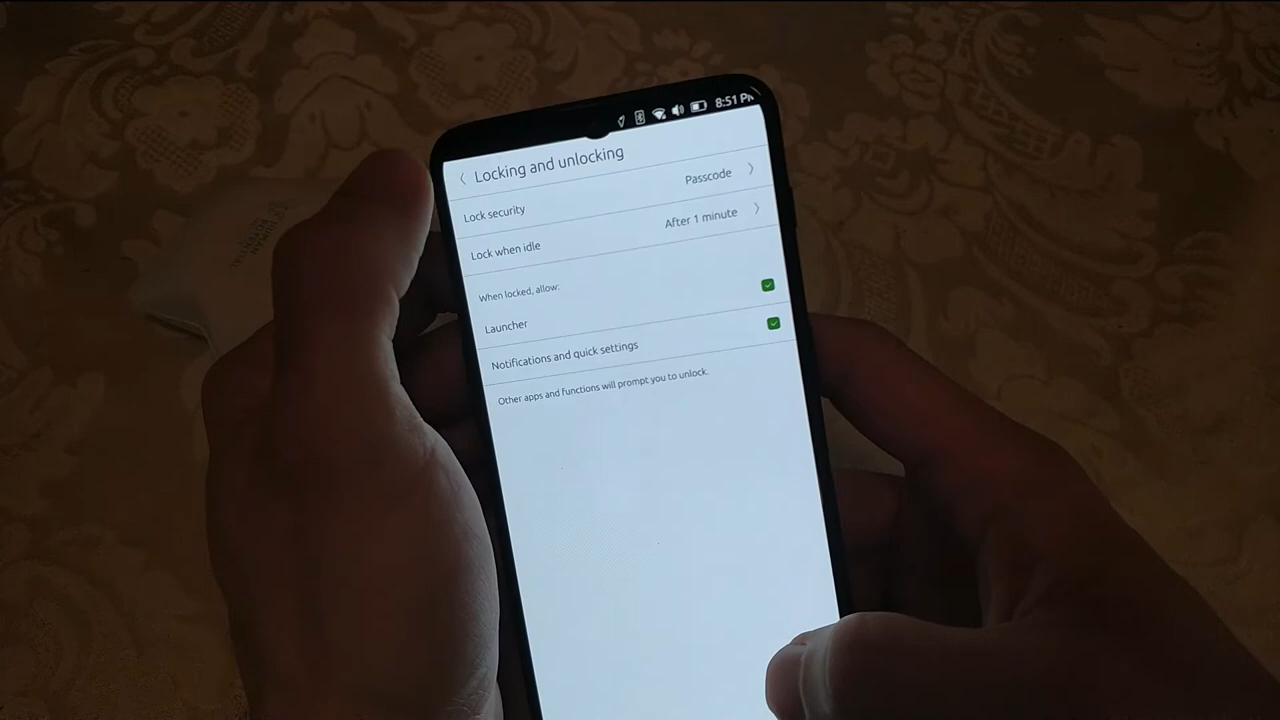 8:51 PM
Locking and unlocking
Lock security Passcode
Lock when idle After 1 minute
When locked, allow:
Launcher
Notifications and quick settings
Other apps and functions will prompt you to unlock.